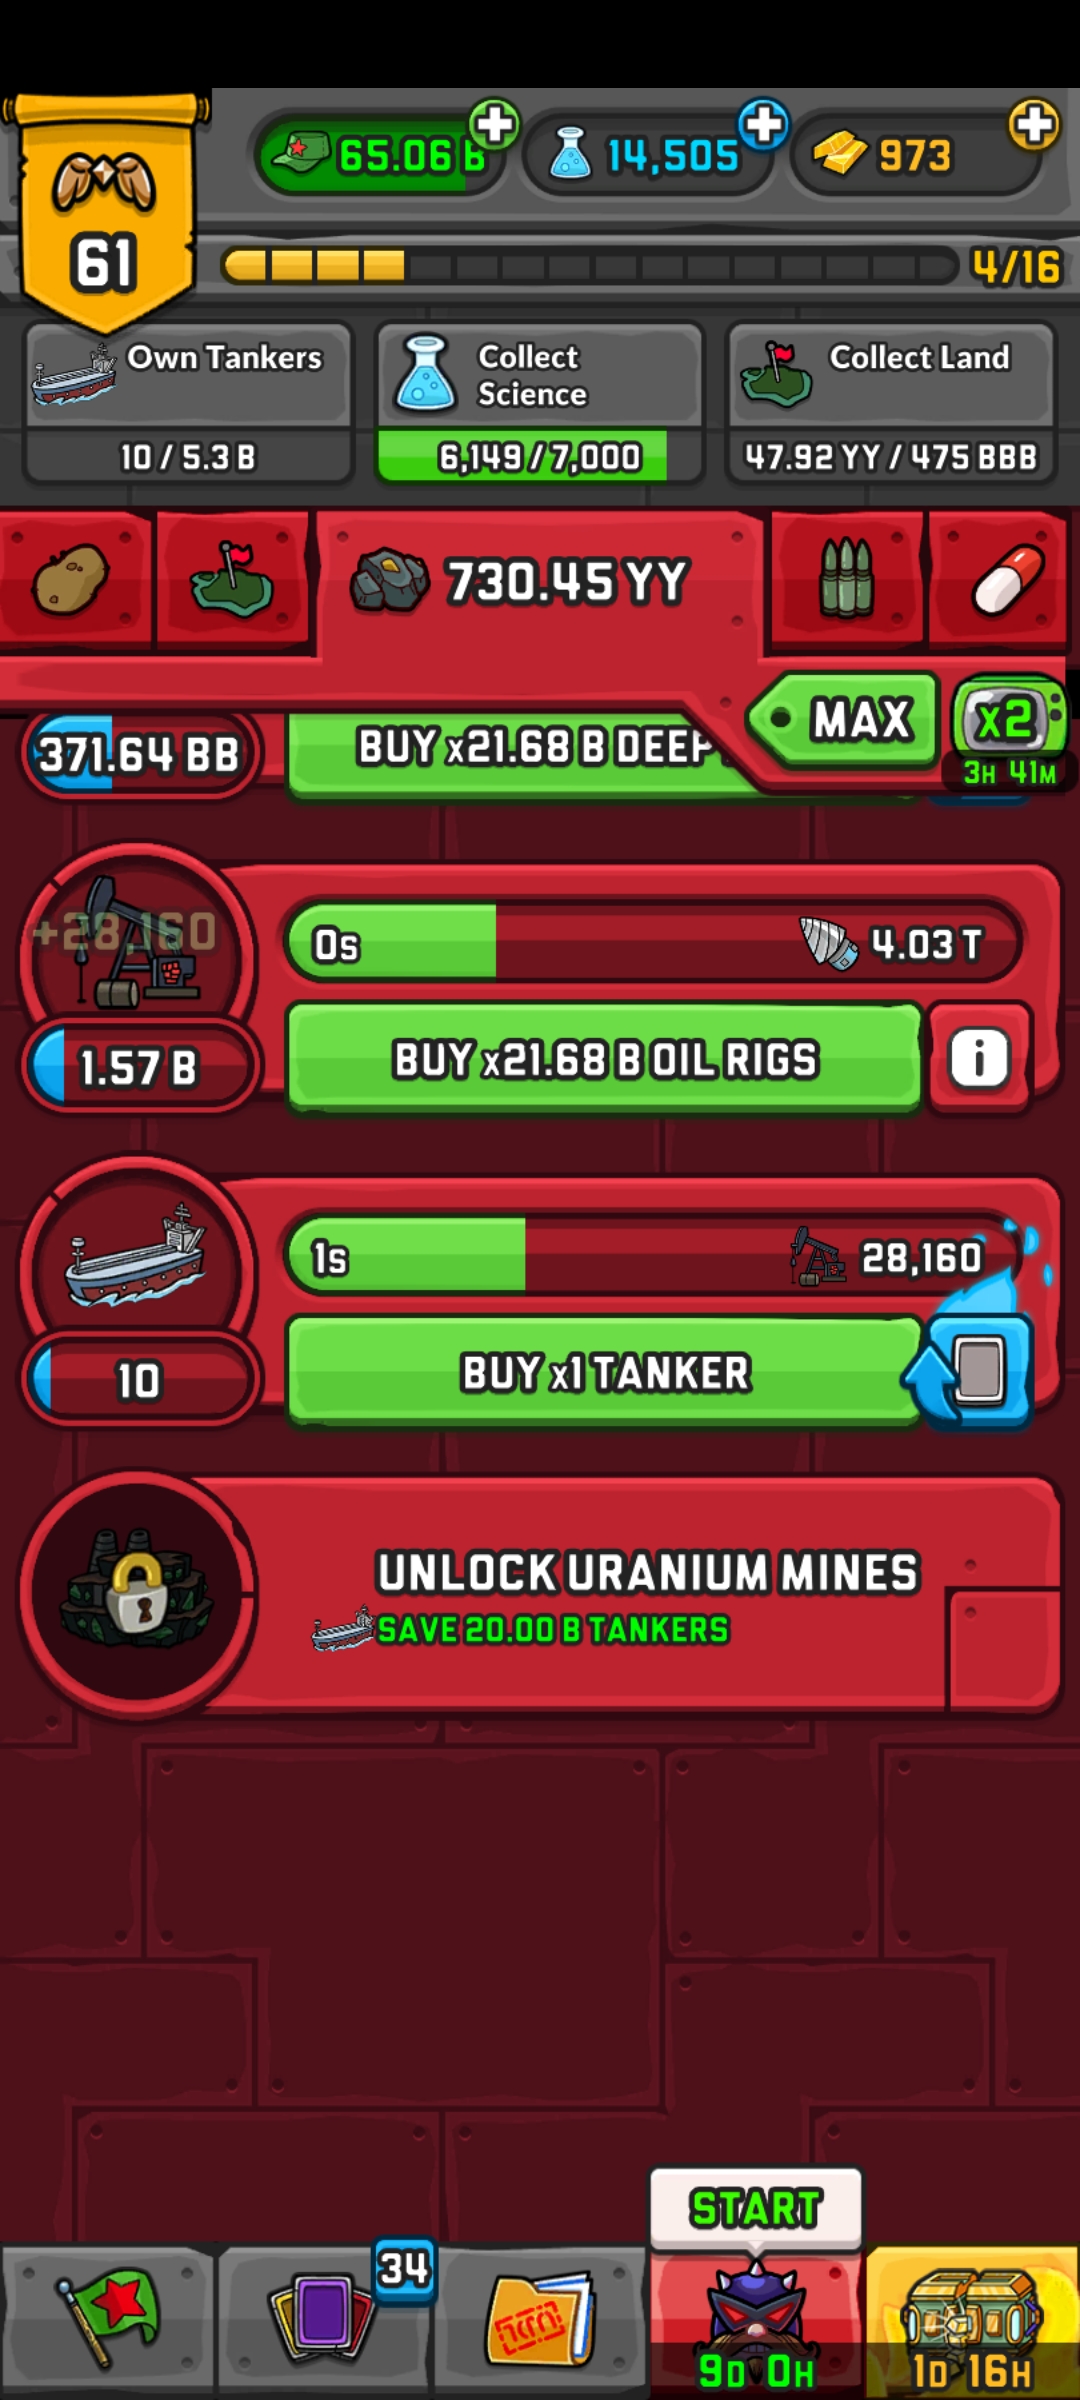 65.06 B
14,505
973
61
4/16
Own Tankers
10 / 5.3 B
Collect
Science
6,149 / 7,000
Collect Land
47.92 YY / 475 BBB
730.45 YY
MAX
x2
3H 41M
371.64 BB
BUY x21.68 B DEEP
+28,160
0s
4.03 T
1.57 B
BUY x21.68 B OIL RIGS
i
1s
28,160
10
BUY x1 TANKER
UNLOCK URANIUM MINES
SAVE 20.00 B TANKERS
START
34
9D 0H
1D 16H